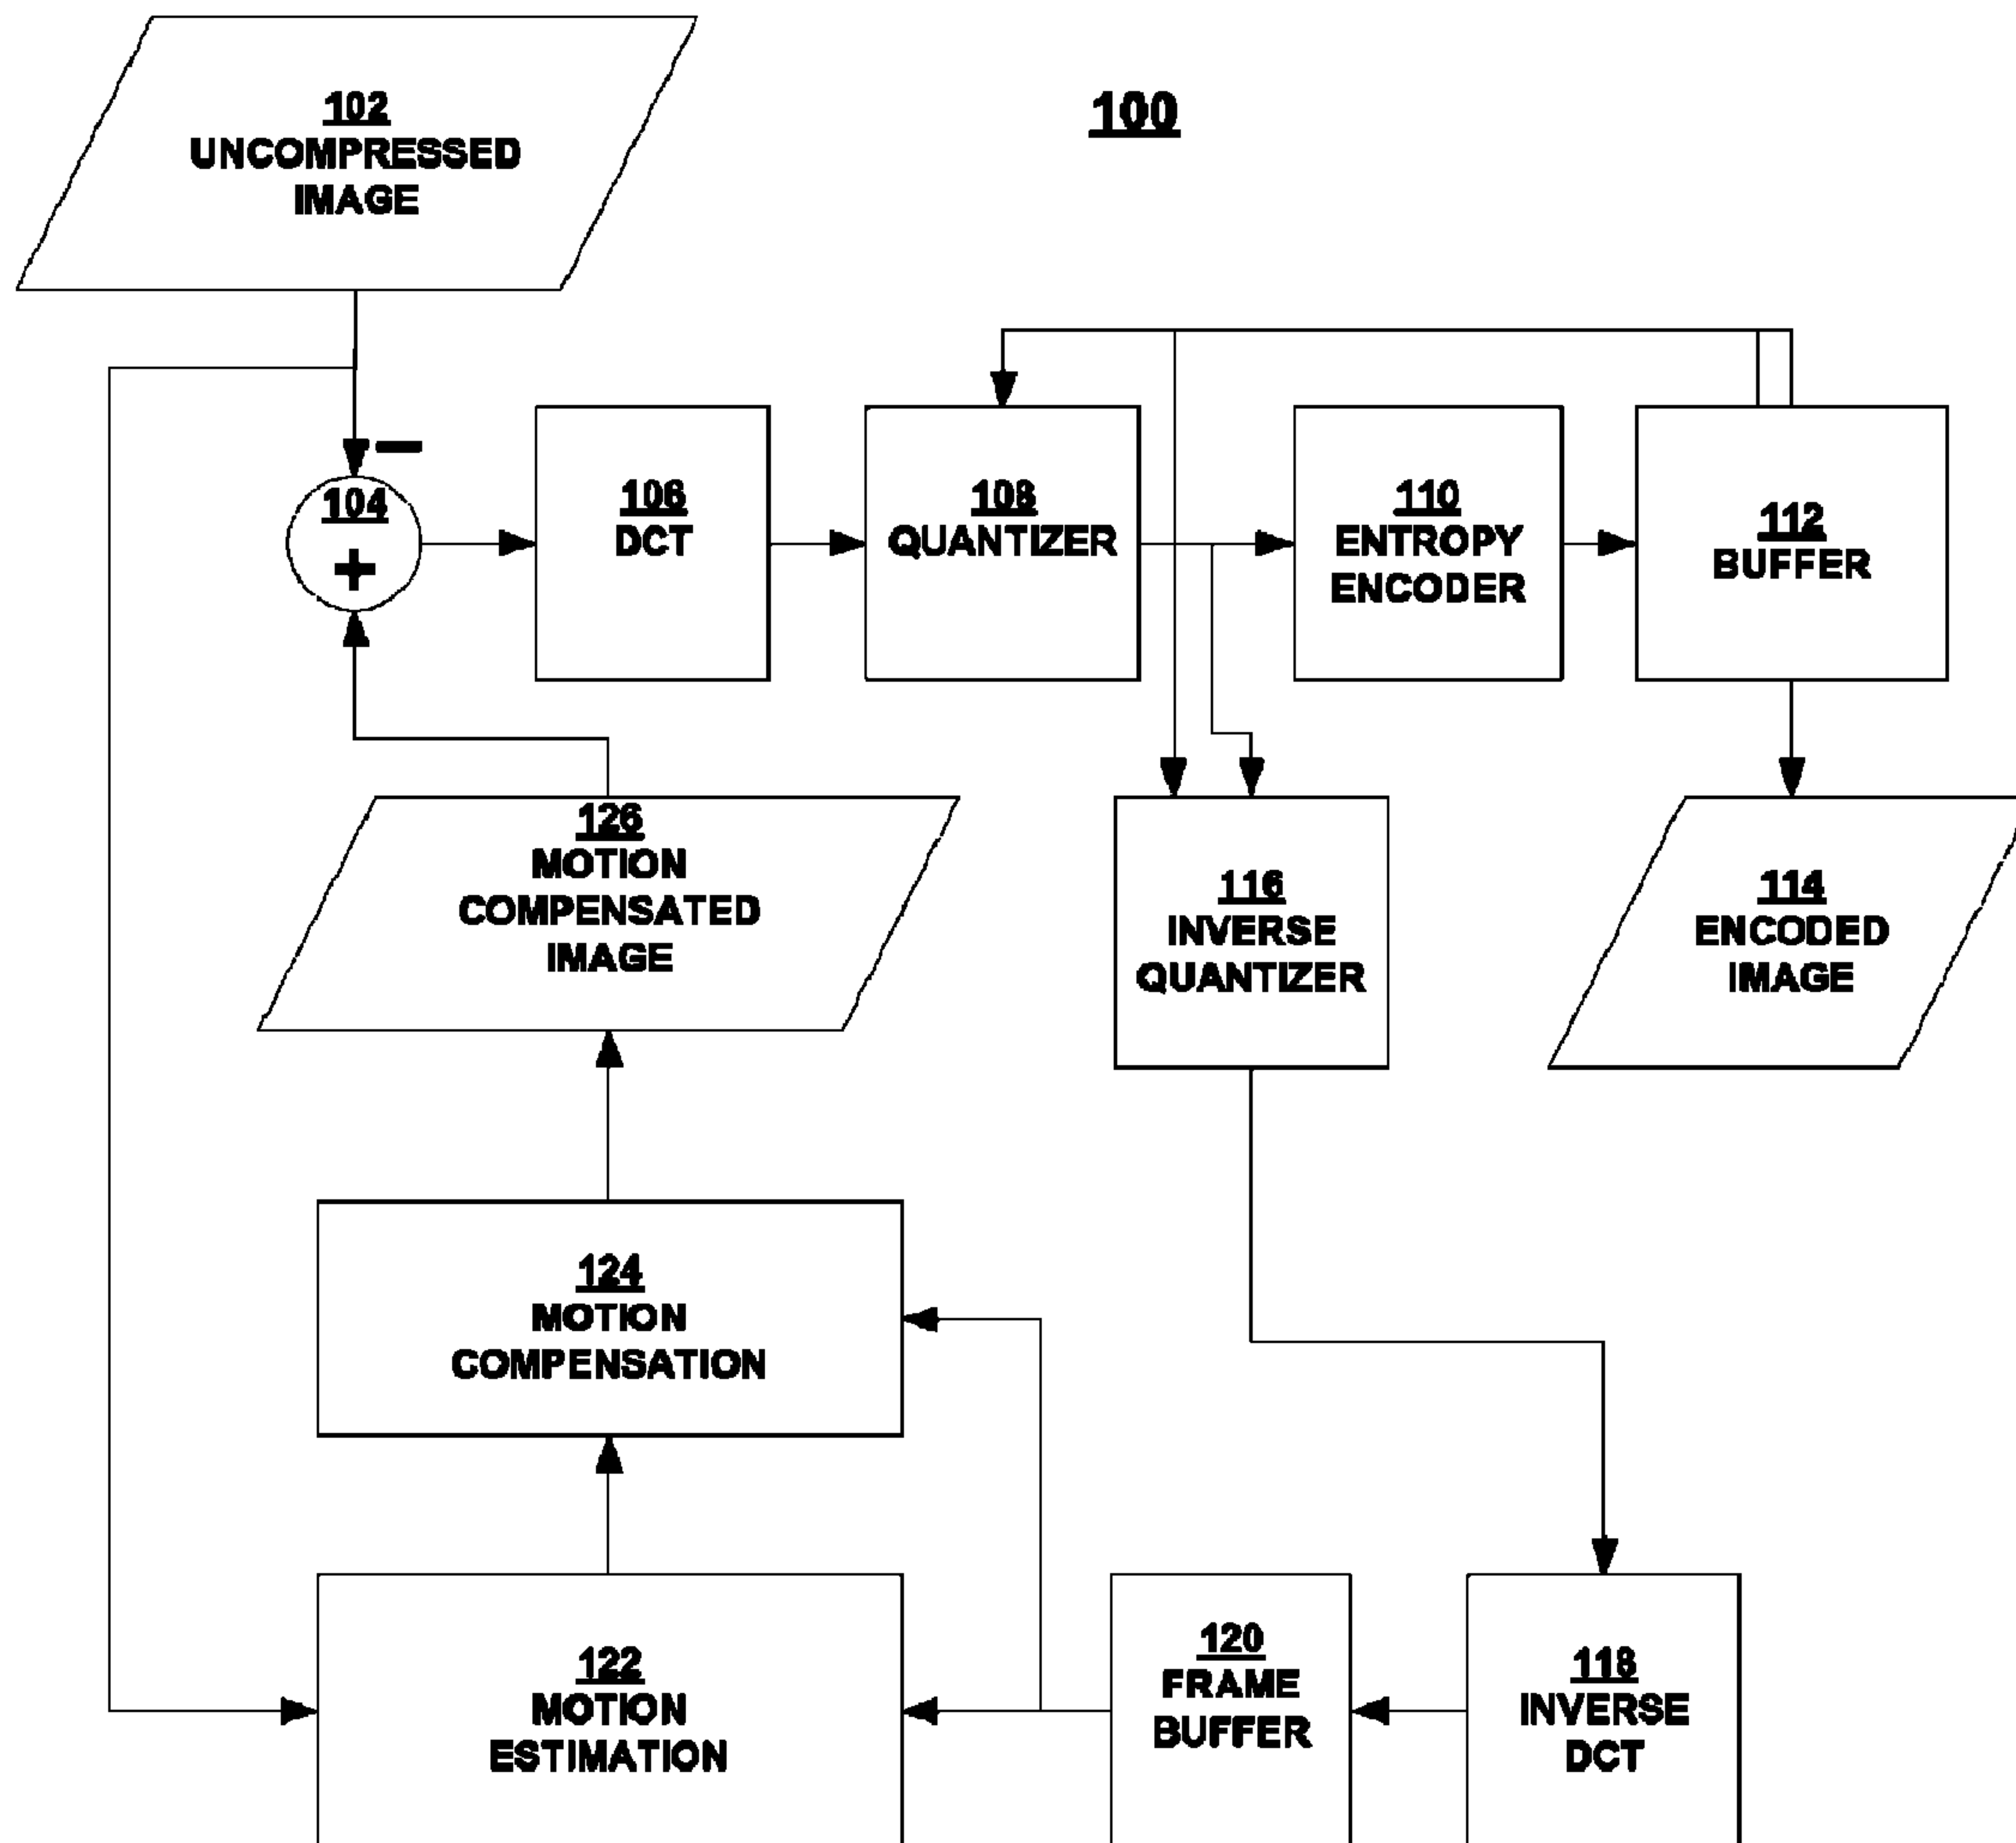 102
UNCOMPRESSED
IMAGE
100
−
104
+
106
DCT
108
QUANTIZER
110
ENTROPY
ENCODER
112
BUFFER
126
MOTION
COMPENSATED
IMAGE
116
INVERSE
QUANTIZER
114
ENCODED
IMAGE
124
MOTION
COMPENSATION
122
MOTION
ESTIMATION
120
FRAME
BUFFER
118
INVERSE
DCT